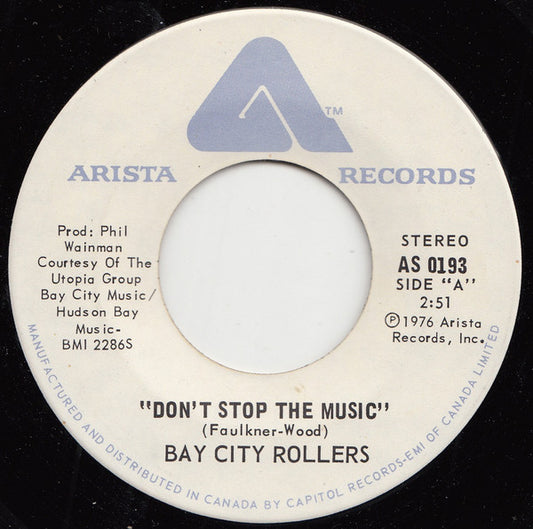 TM
ARISTA RECORDS
Prod: Phil
Wainman
Courtesy Of The
Utopia Group
Bay City Music/
Hudson Bay
Music-
BMI 2286S
STEREO
AS 0193
SIDE "A"
2:51
Ⓟ1976 Arista
Records, Inc.
"DON'T STOP THE MUSIC"
(Faulkner-Wood)
BAY CITY ROLLERS
MANUFACTURED AND DISTRIBUTED IN CANADA BY CAPITOL RECORDS-EMI OF CANADA LIMITED